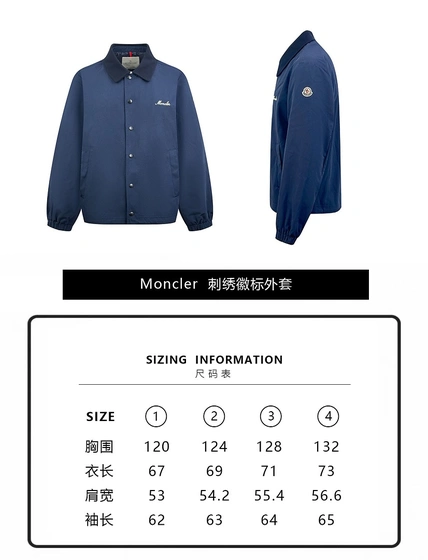 Moncler
Moncler 刺绣徽标外套
SIZING INFORMATION
尺码表
SIZE 1 2 3 4
胸围 120 124 128 132
衣长 67 69 71 73
肩宽 53 54.2 55.4 56.6
袖长 62 63 64 65